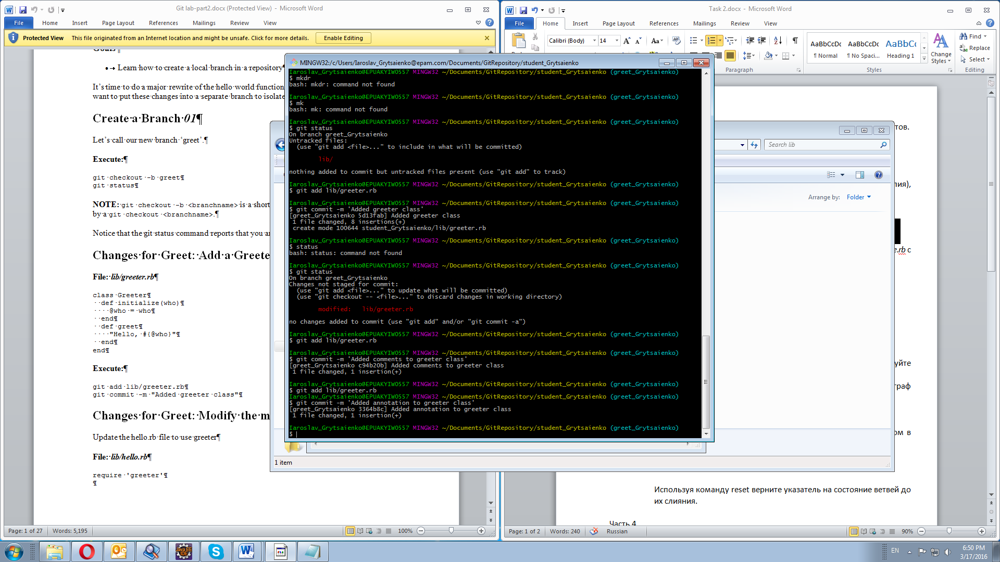 Git lab-part2.docx (Protected View) - Microsoft Word
File Home Insert Page Layout References Mailings Review View
Protected View This file originated from an Internet location and might be unsafe. Click for more details. Enable Editing
Goals¶
Learn how to create a local branch in a repository
It's time to do a major rewrite of the hello world function
want to put these changes into a separate branch to isolate
Create a Branch 01¶
Let's call our new branch 'greet'.¶
Execute:¶
git checkout -b greet¶
git status¶
NOTE: git checkout -b <branchname> is a short
by a git checkout <branchname>.¶
Notice that the git status command reports that you
Changes for Greet: Add a Greete
File: lib/greeter.rb¶
class Greeter¶
  def initialize(who)¶
    @who = who¶
  end¶
  def greet¶
    "Hello, #{@who}"¶
  end¶
end¶
Execute:¶
git add lib/greeter.rb¶
git commit -m "Added greeter class"¶
Changes for Greet: Modify the m
Update the hello.rb file to use greeter¶
File: lib/hello.rb¶
require 'greeter'¶
¶
Page: 1 of 27 Words: 5,195 100%
MINGW32:/c/Users/Iaroslav_Grytsaienko@epam.com/Documents/GitRepository/student_Grytsaienko
Iaroslav_Grytsaienko@EPUAKYIW0557 MINGW32 ~/Documents/GitRepository/student_Grytsaienko (greet_Grytsaienko)
$ mkdr
bash: mkdr: command not found
Iaroslav_Grytsaienko@EPUAKYIW0557 MINGW32 ~/Documents/GitRepository/student_Grytsaienko (greet_Grytsaienko)
$ mk
bash: mk: command not found
Iaroslav_Grytsaienko@EPUAKYIW0557 MINGW32 ~/Documents/GitRepository/student_Grytsaienko (greet_Grytsaienko)
$ git status
On branch greet_Grytsaienko
Untracked files:
  (use "git add <file>..." to include in what will be committed)
lib/
nothing added to commit but untracked files present (use "git add" to track)
Iaroslav_Grytsaienko@EPUAKYIW0557 MINGW32 ~/Documents/GitRepository/student_Grytsaienko (greet_Grytsaienko)
$ git add lib/greeter.rb
Iaroslav_Grytsaienko@EPUAKYIW0557 MINGW32 ~/Documents/GitRepository/student_Grytsaienko (greet_Grytsaienko)
$ git commit -m 'Added greeter class'
[greet_Grytsaienko 5d13fab] Added greeter class
 1 file changed, 8 insertions(+)
 create mode 100644 student_Grytsaienko/lib/greeter.rb
Iaroslav_Grytsaienko@EPUAKYIW0557 MINGW32 ~/Documents/GitRepository/student_Grytsaienko (greet_Grytsaienko)
$ status
bash: status: command not found
Iaroslav_Grytsaienko@EPUAKYIW0557 MINGW32 ~/Documents/GitRepository/student_Grytsaienko (greet_Grytsaienko)
$ git status
On branch greet_Grytsaienko
Changes not staged for commit:
  (use "git add <file>..." to update what will be committed)
  (use "git checkout -- <file>..." to discard changes in working directory)
modified:   lib/greeter.rb
no changes added to commit (use "git add" and/or "git commit -a")
Iaroslav_Grytsaienko@EPUAKYIW0557 MINGW32 ~/Documents/GitRepository/student_Grytsaienko (greet_Grytsaienko)
$ git add lib/greeter.rb
Iaroslav_Grytsaienko@EPUAKYIW0557 MINGW32 ~/Documents/GitRepository/student_Grytsaienko (greet_Grytsaienko)
$ git commit -m 'Added comments to greeter class'
[greet_Grytsaienko c94b20b] Added comments to greeter class
 1 file changed, 1 insertion(+)
Iaroslav_Grytsaienko@EPUAKYIW0557 MINGW32 ~/Documents/GitRepository/student_Grytsaienko (greet_Grytsaienko)
$ git add lib/greeter.rb
Iaroslav_Grytsaienko@EPUAKYIW0557 MINGW32 ~/Documents/GitRepository/student_Grytsaienko (greet_Grytsaienko)
$ git commit -m 'Added annotation to greeter class'
[greet_Grytsaienko 3364b8c] Added annotation to greeter class
 1 file changed, 1 insertion(+)
Iaroslav_Grytsaienko@EPUAKYIW0557 MINGW32 ~/Documents/GitRepository/student_Grytsaienko (greet_Grytsaienko)
$
Search lib
Arrange by: Folder
1 item
Task 2.docx - Microsoft Word
File Home Insert Page Layout References Mailings Review View
Calibri (Body) 14
AaBbCcDc AaBbCcDc AaBbCc
¶ Normal ¶ No Spaci... Heading 1
Change Styles
Find
Replace
Select
Paragraph Styles Editing
тов.
ия),
e.rb с
уйте
граф
ом в
Используя команду reset верните указатель на состояние ветвей до
их слияния.
Часть 4
Page: 1 of 2 Words: 240 Russian 90%
Java EE
IDE
EN 6:50 PM
3/17/2016